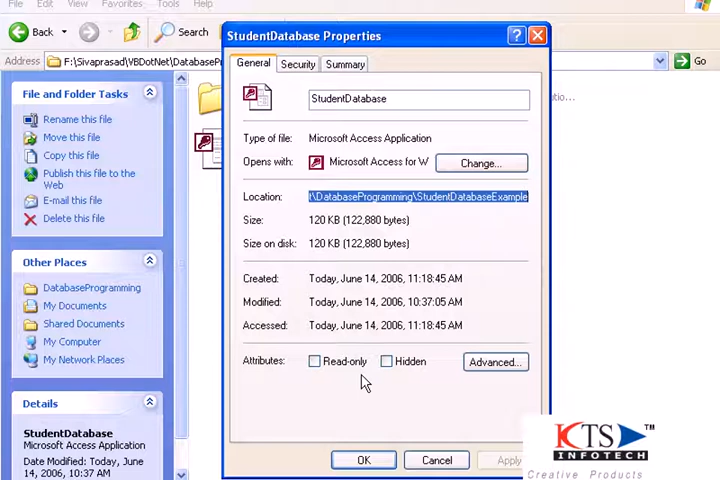 File Edit View Favorites Tools Help
Back Search
Address F:\Sivaprasad\VBDotNet\DatabaseP Go
StudentDatabase Properties
General Security Summary
File and Folder Tasks
Rename this file
Move this file
Copy this file
Publish this file to the
Web
E-mail this file
Delete this file
Other Places
DatabaseProgramming
My Documents
Shared Documents
My Computer
My Network Places
Details
StudentDatabase
Microsoft Access Application
Date Modified: Today, June
14, 2006, 10:37 AM
StudentDatabase
Type of file: Microsoft Access Application
Opens with: Microsoft Access for W Change...
Location: t\DatabaseProgramming\StudentDatabaseExample
Size: 120 KB (122,880 bytes)
Size on disk: 120 KB (122,880 bytes)
Created: Today, June 14, 2006, 11:18:45 AM
Modified: Today, June 14, 2006, 10:37:05 AM
Accessed: Today, June 14, 2006, 11:18:45 AM
Attributes: Read-only Hidden Advanced...
OK Cancel Apply
KTS TM
INFOTECH
Creative Products